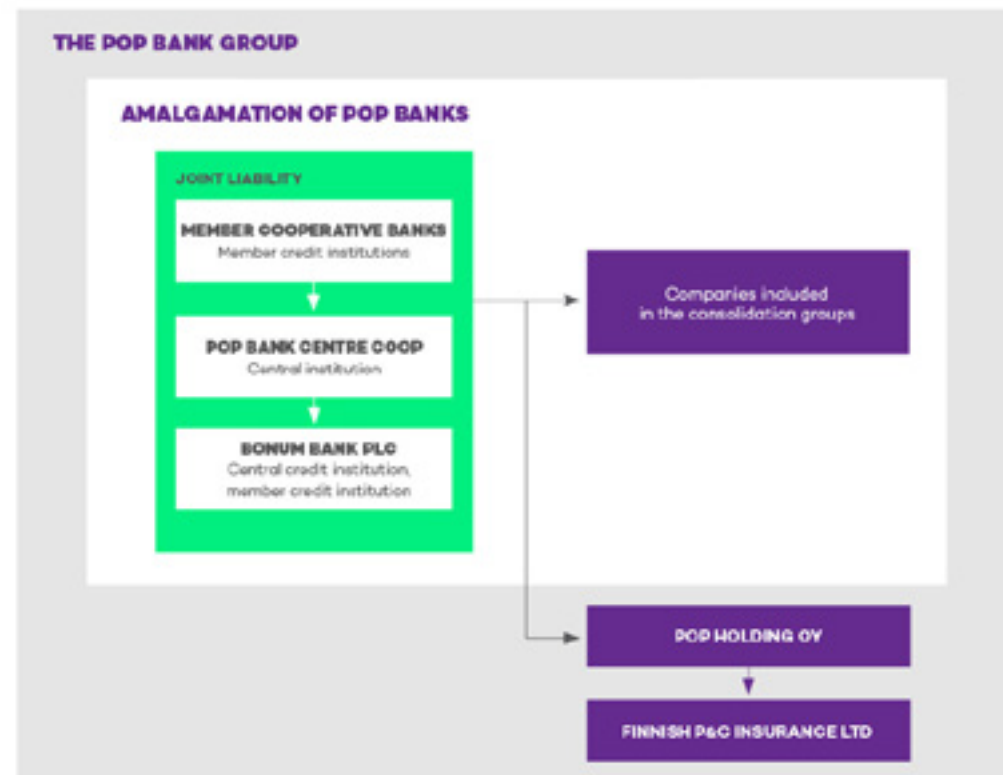 THE POP BANK GROUP
AMALGAMATION OF POP BANKS
JOINT LIABILITY
MEMBER COOPERATIVE BANKS
Member credit institutions
POP BANK CENTRE COOP
Central institution
BONUM BANK PLC
Central credit institution,
member credit institution
Companies included
in the consolidation groups
POP HOLDING OY
FINNISH P&C INSURANCE LTD